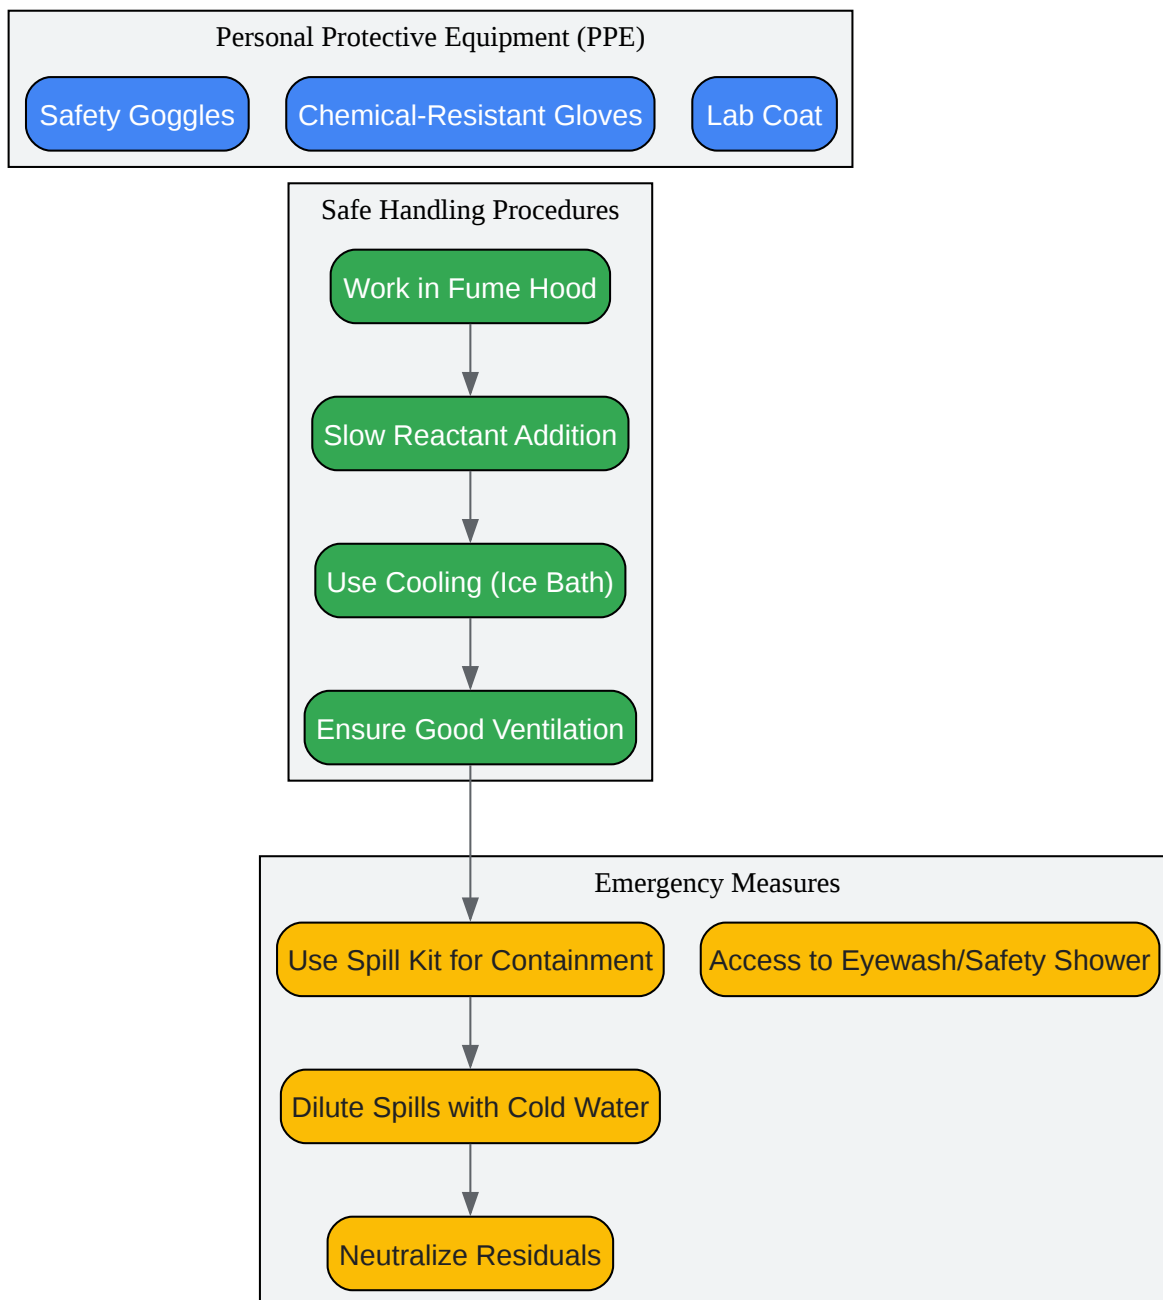 Personal Protective Equipment (PPE)
Safety Goggles
Chemical-Resistant Gloves
Lab Coat
Safe Handling Procedures
Work in Fume Hood
Slow Reactant Addition
Use Cooling (Ice Bath)
Ensure Good Ventilation
Emergency Measures
Use Spill Kit for Containment
Access to Eyewash/Safety Shower
Dilute Spills with Cold Water
Neutralize Residuals